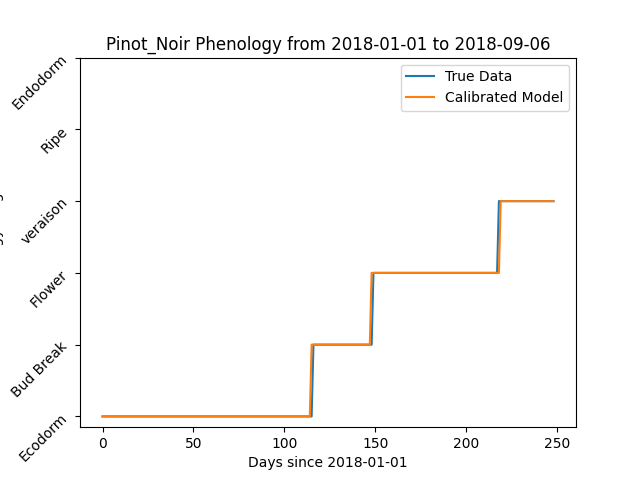 Pinot_Noir Phenology from 2018-01-01 to 2018-09-06
True Data
Calibrated Model
Endodorm
Ripe
veraison
Flower
Bud Break
Ecodorm
0 50 100 150 200 250
Days since 2018-01-01